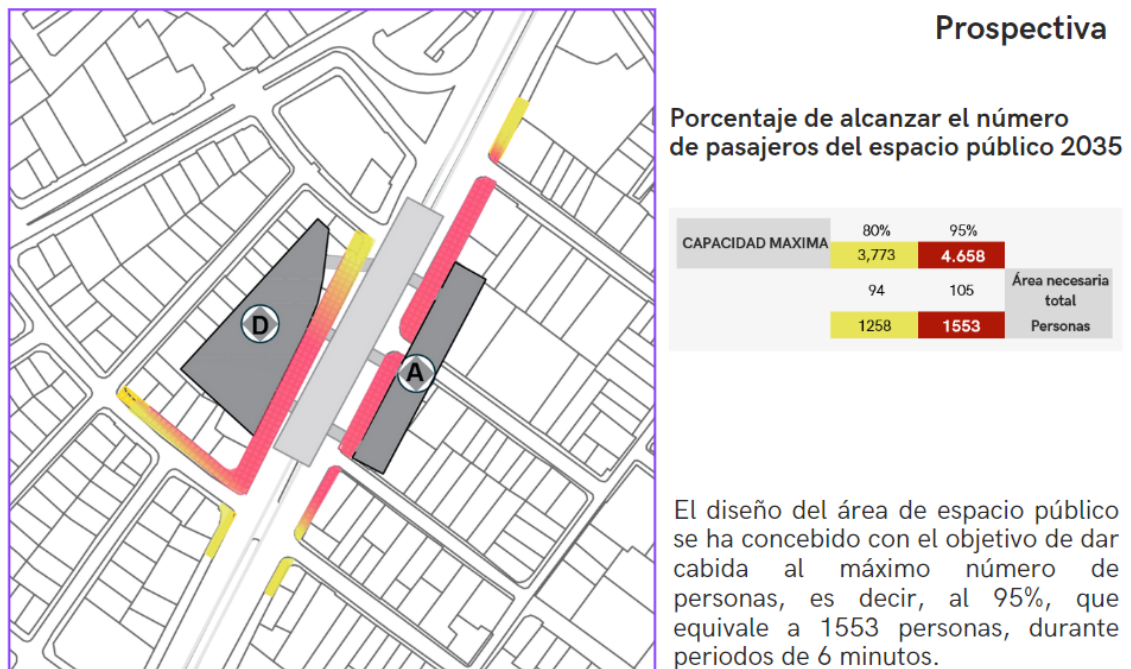 Prospectiva
Porcentaje de alcanzar el número
de pasajeros del espacio público 2035
CAPACIDAD MAXIMA 80% 95%
3,773 4.658
94 105 Área necesaria
total
1258 1553 Personas
D
A
El diseño del área de espacio público
se ha concebido con el objetivo de dar
cabida al máximo número de
personas, es decir, al 95%, que
equivale a 1553 personas, durante
periodos de 6 minutos.